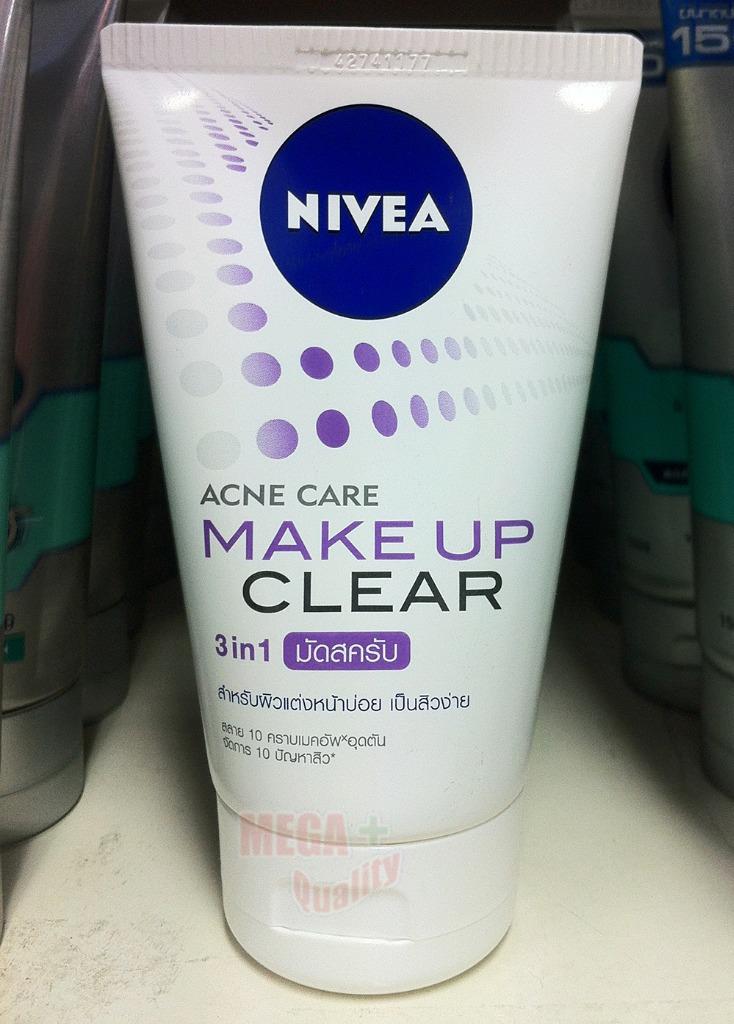 42741177
NIVEA
ACNE CARE
MAKE UP
CLEAR
3in1 มัดสครับ
สำหรับผิวแต่งหน้าบ่อย เป็นสิวง่าย
สลาย 10 คราบเมคอัพ×อุดตัน
จัดการ 10 ปัญหาสิว*
MEGA +
Quality
15